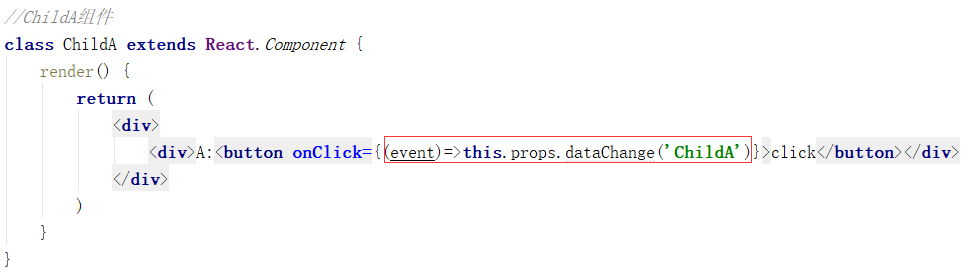 //ChildA组件
class ChildA extends React.Component {
    render() {
        return (
            <div>
                <div>A:<button onClick={(event)=>this.props.dataChange('ChildA')}>click</button></div>
            </div>
        )
    }
}